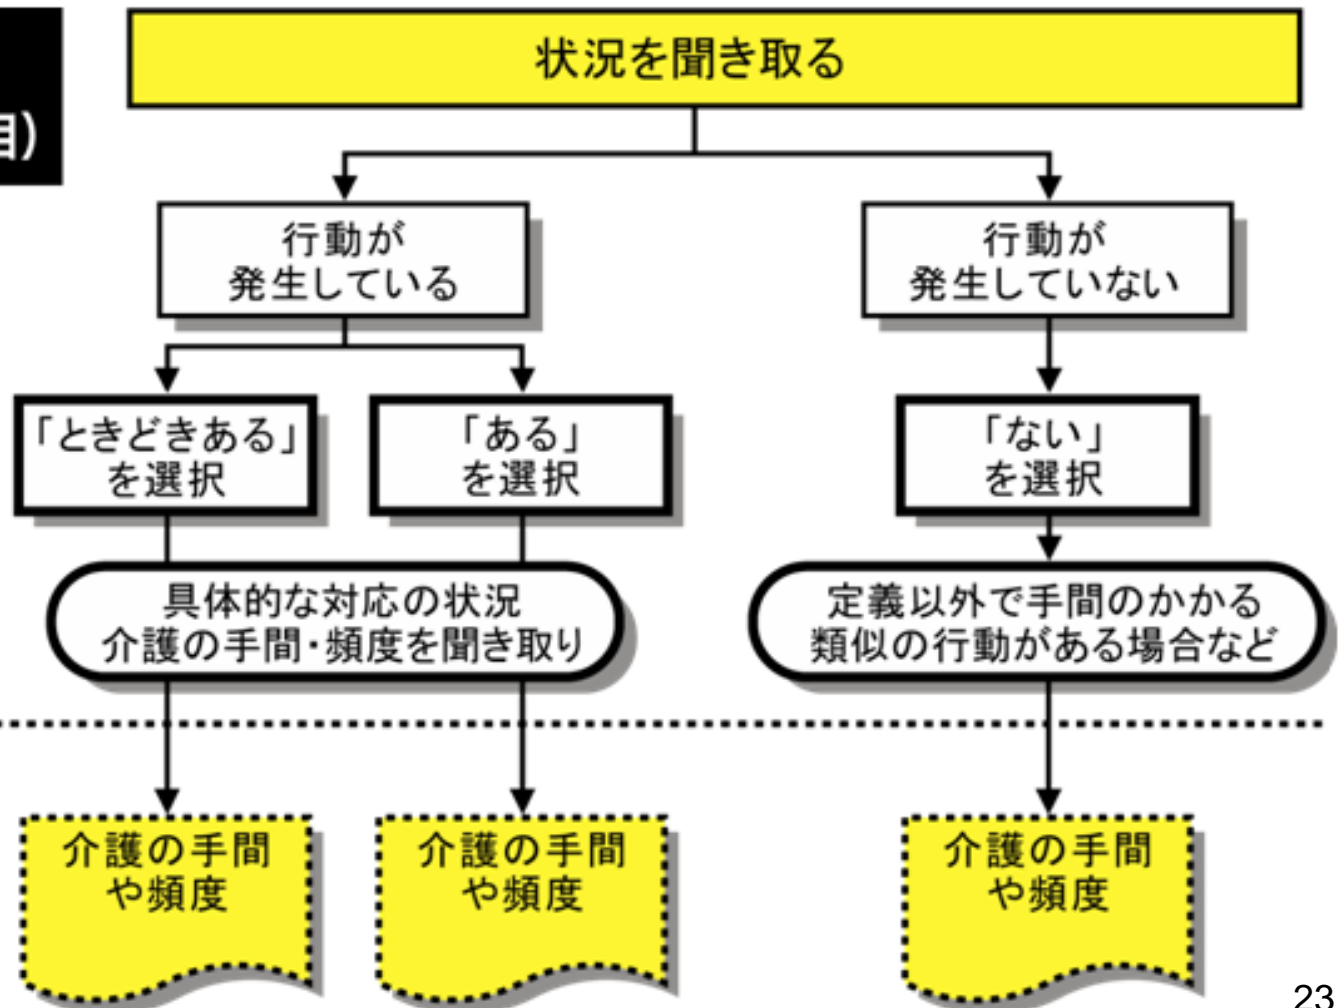 状況を聞き取る
目)
行動が
発生している
行動が
発生していない
「ときどきある」
を選択
「ある」
を選択
「ない」
を選択
具体的な対応の状況
介護の手間・頻度を聞き取り
定義以外で手間のかかる
類似の行動がある場合など
介護の手間
や頻度
介護の手間
や頻度
介護の手間
や頻度
23